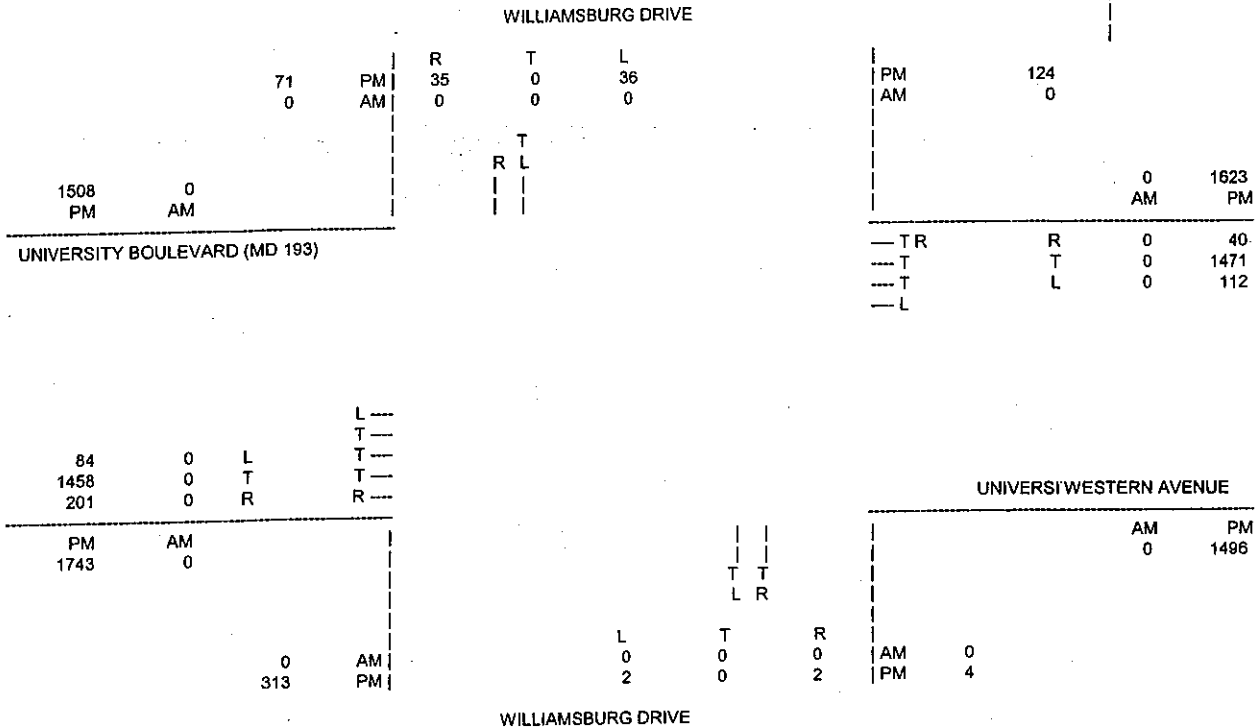 WILLIAMSBURG DRIVE
R T L
71 PM 35 0 36 PM 124
0 AM 0 0 0 AM 0
T
R L
1508 0 0 1623
PM AM AM PM
UNIVERSITY BOULEVARD (MD 193)
T R R 0 40
T T 0 1471
T L 0 112
L
L
T
84 0 L T
1458 0 T T
201 0 R R
UNIVERSI WESTERN AVENUE
PM AM AM PM
1743 0 0 1496
T T
L R
L T R
0 AM 0 0 0 AM 0
313 PM 2 0 2 PM 4
WILLIAMSBURG DRIVE